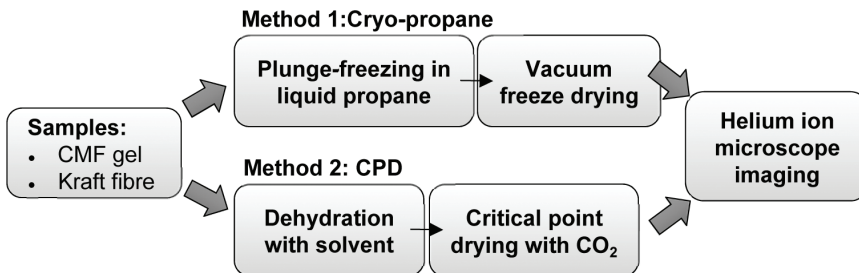 Method 1:Cryo-propane
Plunge-freezing in
liquid propane
Vacuum
freeze drying
Samples:
• CMF gel
• Kraft fibre
Helium ion
microscope
imaging
Method 2: CPD
Dehydration
with solvent
Critical point
drying with CO₂